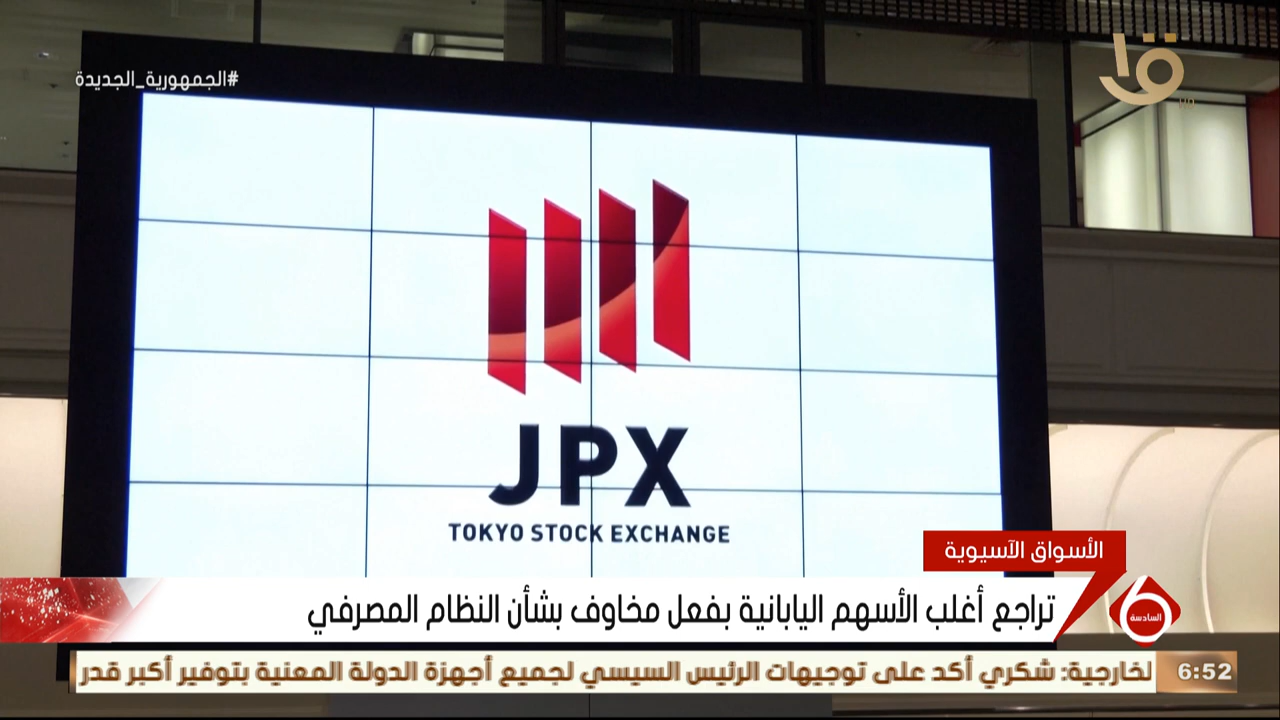 #الجمهورية_الجديدة
JPX
TOKYO STOCK EXCHANGE
الأسواق الآسيوية
تراجع أغلب الأسهم اليابانية بفعل مخاوف بشأن النظام المصرفي
السادسة
6:52
لخارجية: شكري أكد على توجيهات الرئيس السيسي لجميع أجهزة الدولة المعنية بتوفير أكبر قدر